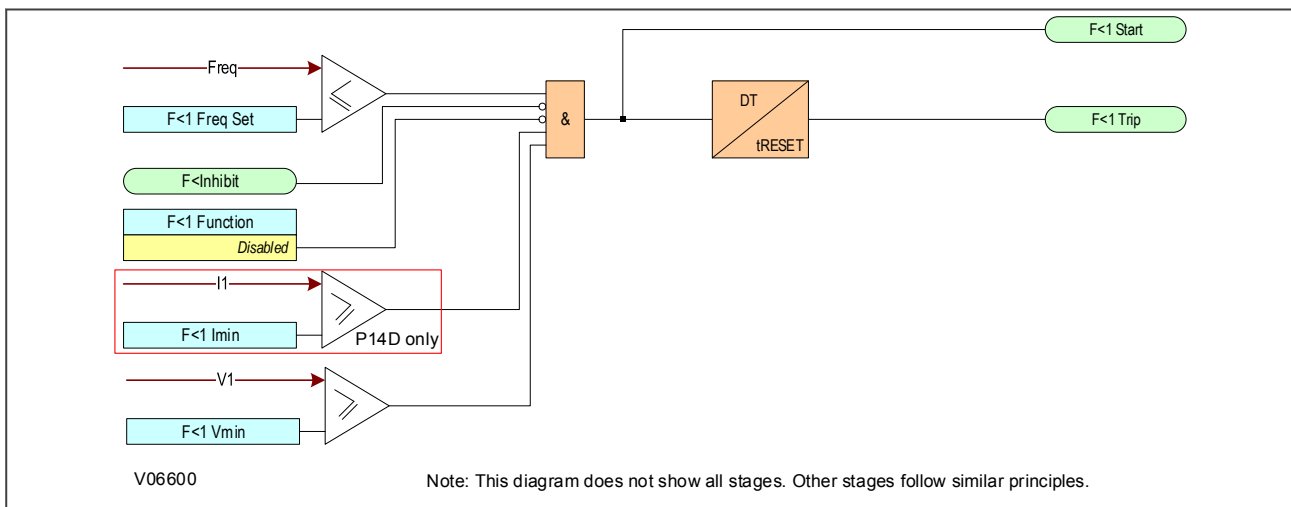 F<1 Start
Freq
F<1 Freq Set
&
DT
tRESET
F<1 Trip
F<Inhibit
F<1 Function
Disabled
I1
F<1 Imin
P14D only
V1
F<1 Vmin
V06600
Note: This diagram does not show all stages. Other stages follow similar principles.